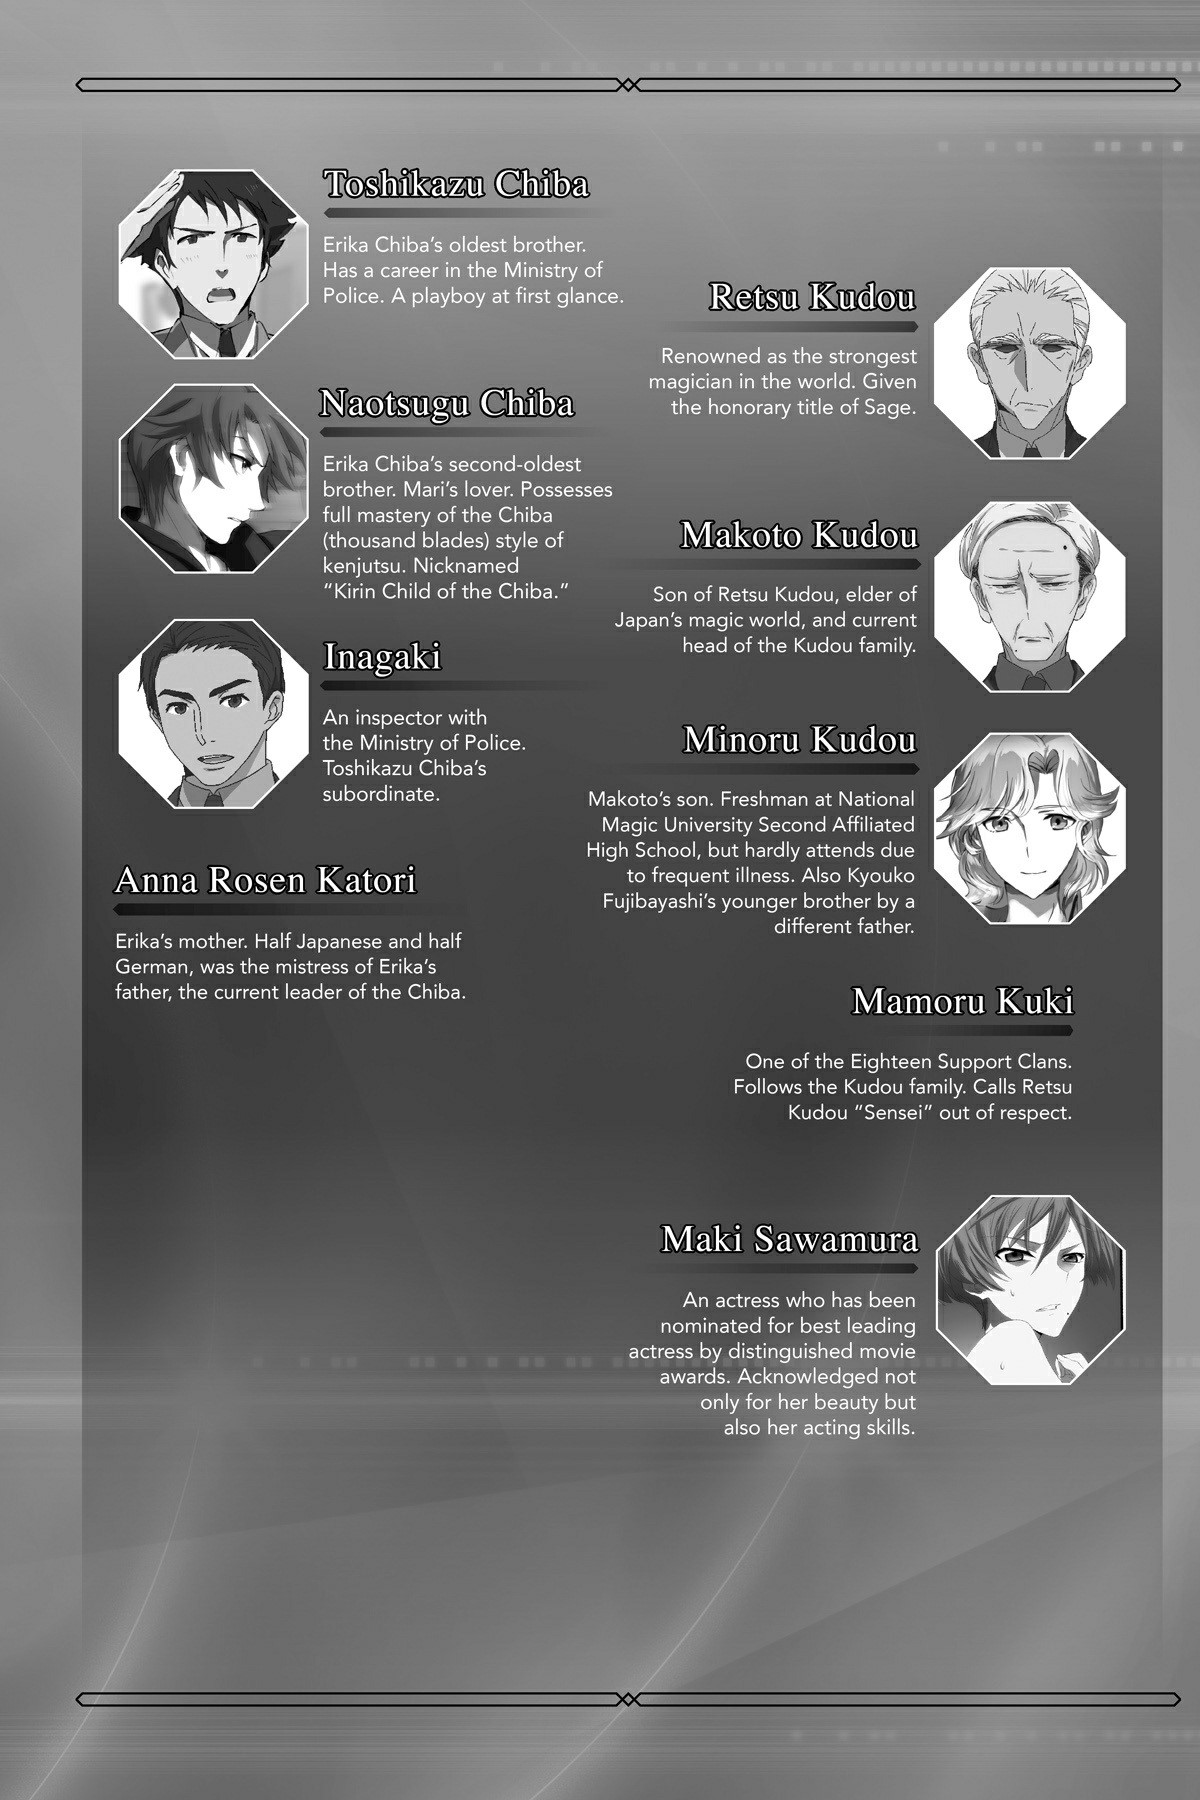 Toshikazu Chiba
Erika Chiba's oldest brother.
Has a career in the Ministry of
Police. A playboy at first glance.
Naotsugu Chiba
Erika Chiba's second-oldest
brother. Mari's lover. Possesses
full mastery of the Chiba
(thousand blades) style of
kenjutsu. Nicknamed
“Kirin Child of the Chiba.”
Inagaki
An inspector with
the Ministry of Police.
Toshikazu Chiba's
subordinate.
Anna Rosen Katori
Erika's mother. Half Japanese and half
German, was the mistress of Erika's
father, the current leader of the Chiba.
Retsu Kudou
Renowned as the strongest
magician in the world. Given
the honorary title of Sage.
Makoto Kudou
Son of Retsu Kudou, elder of
Japan's magic world, and current
head of the Kudou family.
Minoru Kudou
Makoto's son. Freshman at National
Magic University Second Affiliated
High School, but hardly attends due
to frequent illness. Also Kyouko
Fujibayashi's younger brother by a
different father.
Mamoru Kuki
One of the Eighteen Support Clans.
Follows the Kudou family. Calls Retsu
Kudou “Sensei” out of respect.
Maki Sawamura
An actress who has been
nominated for best leading
actress by distinguished movie
awards. Acknowledged not
only for her beauty but
also her acting skills.